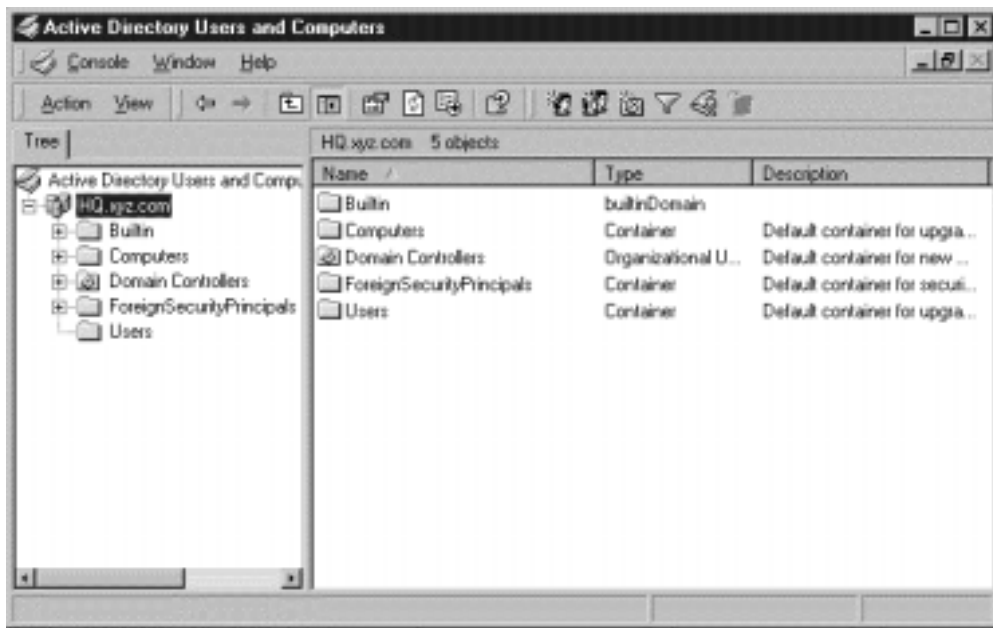 Active Directory Users and Computers
Console Window Help
Action View
Tree
HQ.xyz.com 5 objects
Active Directory Users and Compu
HQ.xyz.com
Builtin
Computers
Domain Controllers
ForeignSecurityPrincipals
Users
Name Type Description
Builtin builtinDomain
Computers Container Default container for upgra...
Domain Controllers Organizational U... Default container for new ...
ForeignSecurityPrincipals Container Default container for securi...
Users Container Default container for upgra...